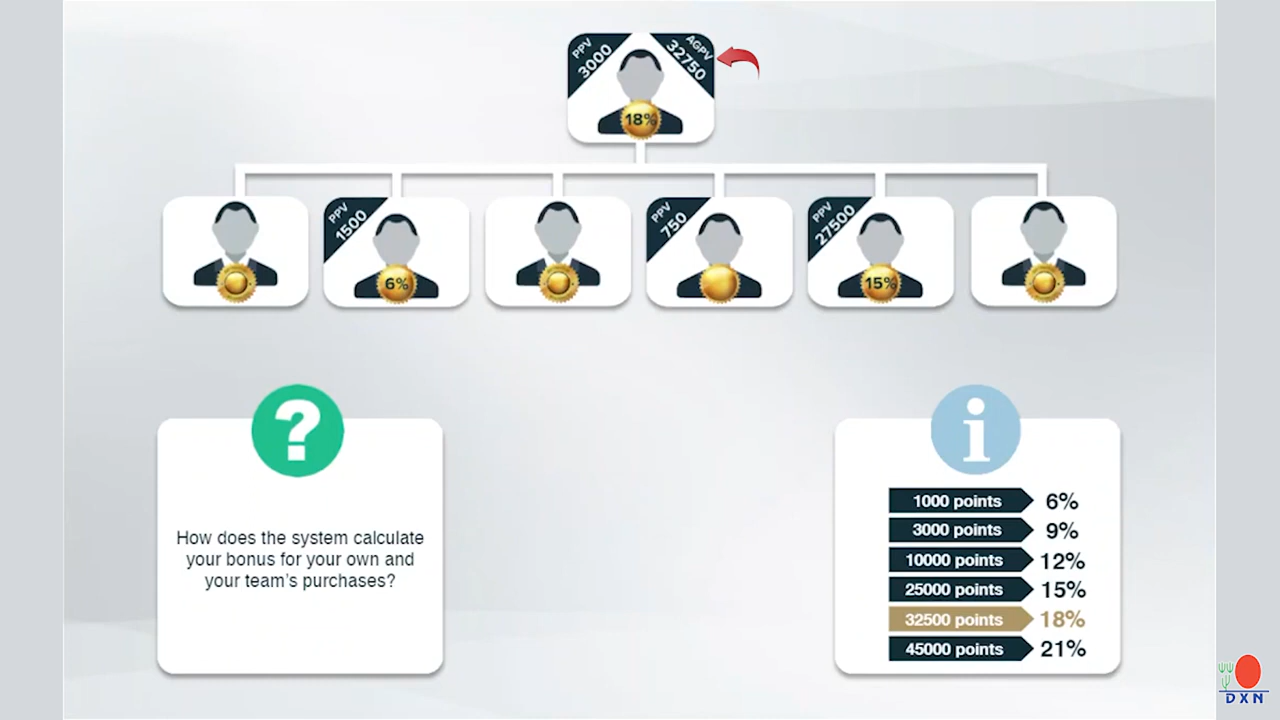 PPV
3000
AGPV
32750
18%
PPV
1500
6%
PPV
750
PPV
27500
15%
?
How does the system calculate
your bonus for your own and
your team's purchases?
i
1000 points 6%
3000 points 9%
10000 points 12%
25000 points 15%
32500 points 18%
45000 points 21%
DXN